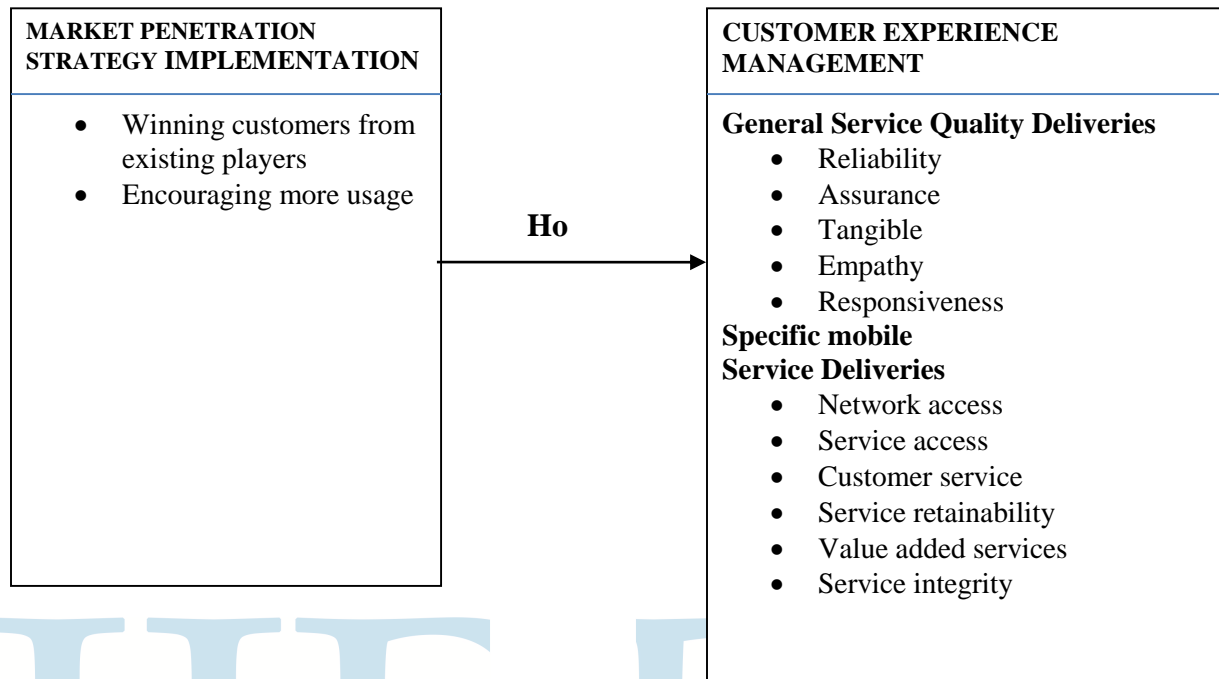 MARKET PENETRATION
STRATEGY IMPLEMENTATION
• Winning customers from
existing players
• Encouraging more usage
Ho
CUSTOMER EXPERIENCE
MANAGEMENT
General Service Quality Deliveries
• Reliability
• Assurance
• Tangible
• Empathy
• Responsiveness
Specific mobile
Service Deliveries
• Network access
• Service access
• Customer service
• Service retainability
• Value added services
• Service integrity